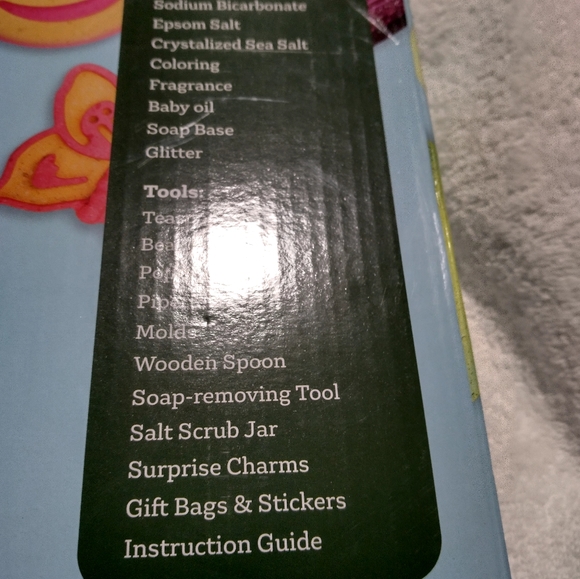 Sodium Bicarbonate
Epsom Salt
Crystalized Sea Salt
Coloring
Fragrance
Baby oil
Soap Base
Glitter
Tools:
Molds
Wooden Spoon
Soap-removing Tool
Salt Scrub Jar
Surprise Charms
Gift Bags & Stickers
Instruction Guide